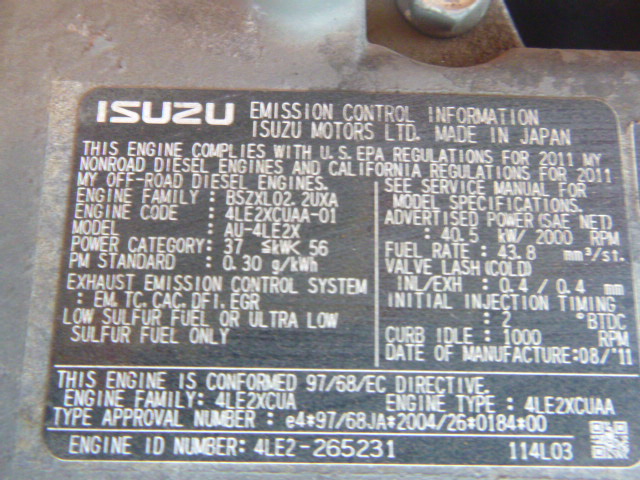 ISUZU EMISSION CONTROL INFORMATION
ISUZU MOTORS LTD. MADE IN JAPAN
THIS ENGINE COMPLIES WITH U.S. EPA REGULATIONS FOR 2011 MY
NONROAD DIESEL ENGINES AND CALIFORNIA REGULATIONS FOR 2011
MY OFF-ROAD DIESEL ENGINES.
ENGINE FAMILY : BSZXL02.2UXA
ENGINE CODE : 4LE2XCUAA-01
MODEL : AU-4LE2X
POWER CATEGORY : 37 ≤kW< 56
PM STANDARD : 0.30 g/kWh
EXHAUST EMISSION CONTROL SYSTEM
: EM, TC, CAC, DFI, EGR
LOW SULFUR FUEL OR ULTRA LOW
SULFUR FUEL ONLY
SEE SERVICE MANUAL FOR
MODEL SPECIFICATIONS.
ADVERTISED POWER (SAE NET)
: 40.5 kW/ 2000 RPM
FUEL RATE : 43.8 mm³/st.
VALVE LASH (COLD)
INL/EXH : 0.4 / 0.4 mm
INITIAL INJECTION TIMING
: 2 °BTDC
CURB IDLE : 1000 RPM
DATE OF MANUFACTURE:08/'11
THIS ENGINE IS CONFORMED 97/68/EC DIRECTIVE.
ENGINE FAMILY: 4LE2XCUA ENGINE TYPE : 4LE2XCUAA
TYPE APPROVAL NUMBER : e4*97/68JA*2004/26*0184*00
ENGINE ID NUMBER: 4LE2-265231 114L03